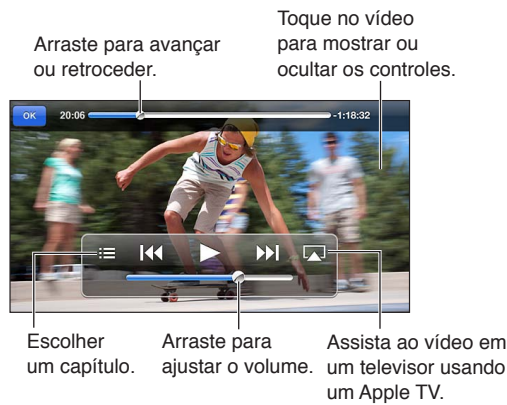 Toque no vídeo
para mostrar ou
ocultar os controles.
Arraste para avançar
ou retroceder.
OK 20:06 -1:18:32
Escolher
um capítulo.
Arraste para
ajustar o volume.
Assista ao vídeo em
um televisor usando
um Apple TV.